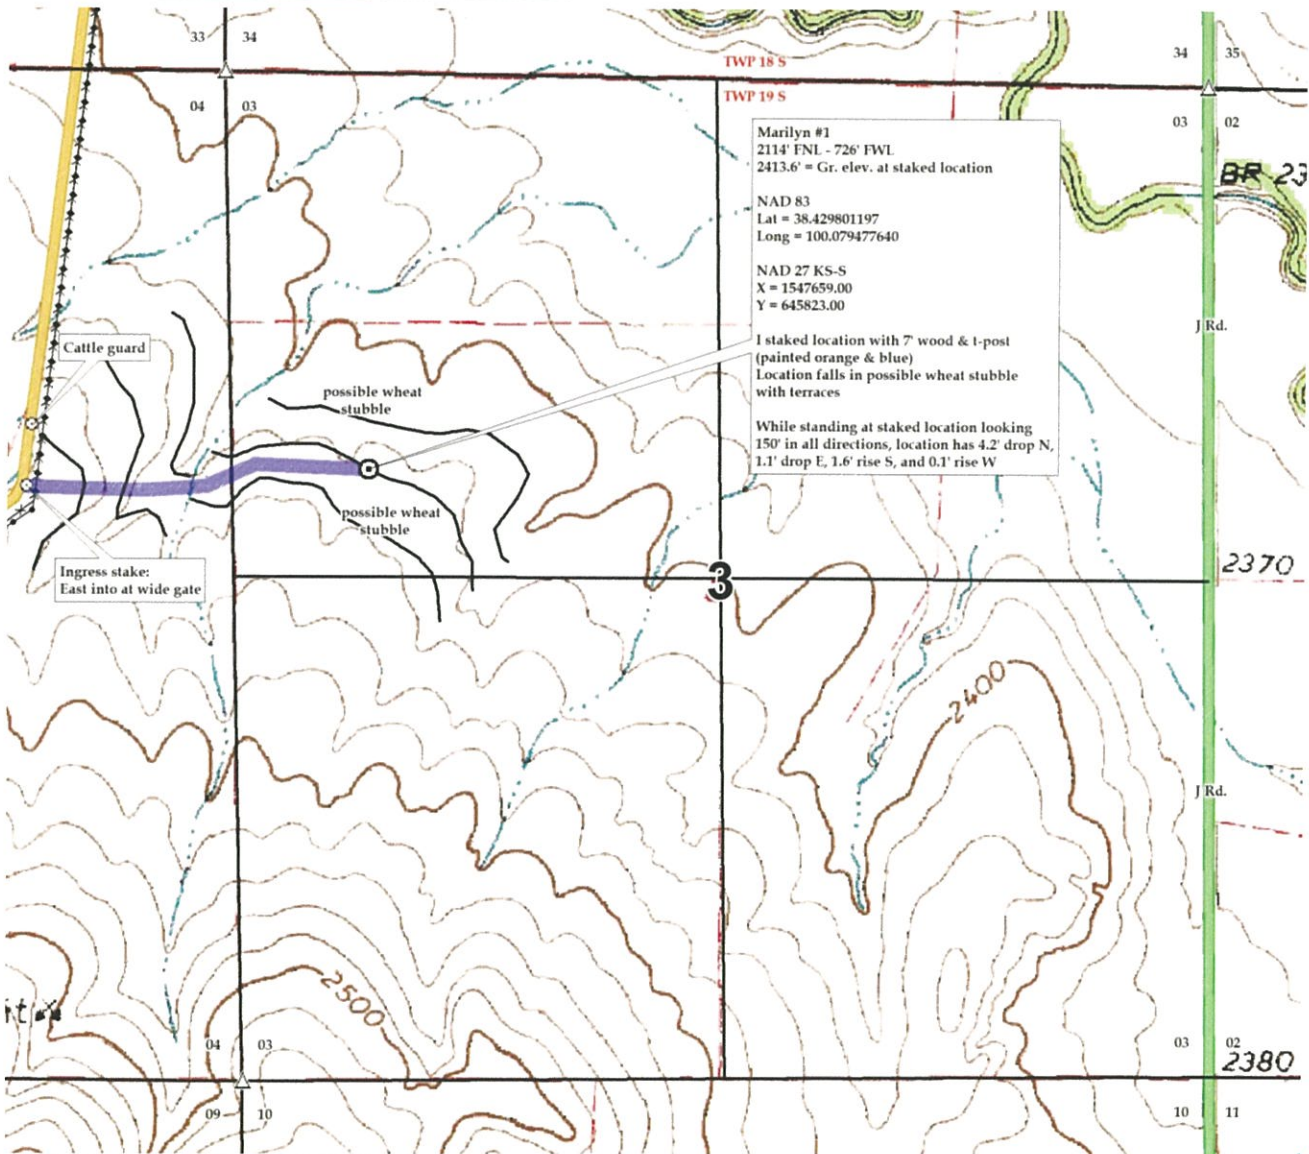 33 34
34 35
TWP 18 S
TWP 19 S
04 03
03 02
BR 23
Marilyn #1
2114' FNL - 726' FWL
2413.6' = Gr. elev. at staked location
NAD 83
Lat = 38.429801197
Long = 100.079477640
NAD 27 KS-S
X = 1547659.00
Y = 645823.00
I staked location with 7' wood & t-post
(painted orange & blue)
Location falls in possible wheat stubble
with terraces
While standing at staked location looking
150' in all directions, location has 4.2' drop N,
1.1' drop E, 1.6' rise S, and 0.1' rise W
J Rd.
Cattle guard
possible wheat
stubble
possible wheat
stubble
Ingress stake:
East into at wide gate
3
2370
2400
J Rd.
2500
04 03
03 02
2380
09 10
10 11